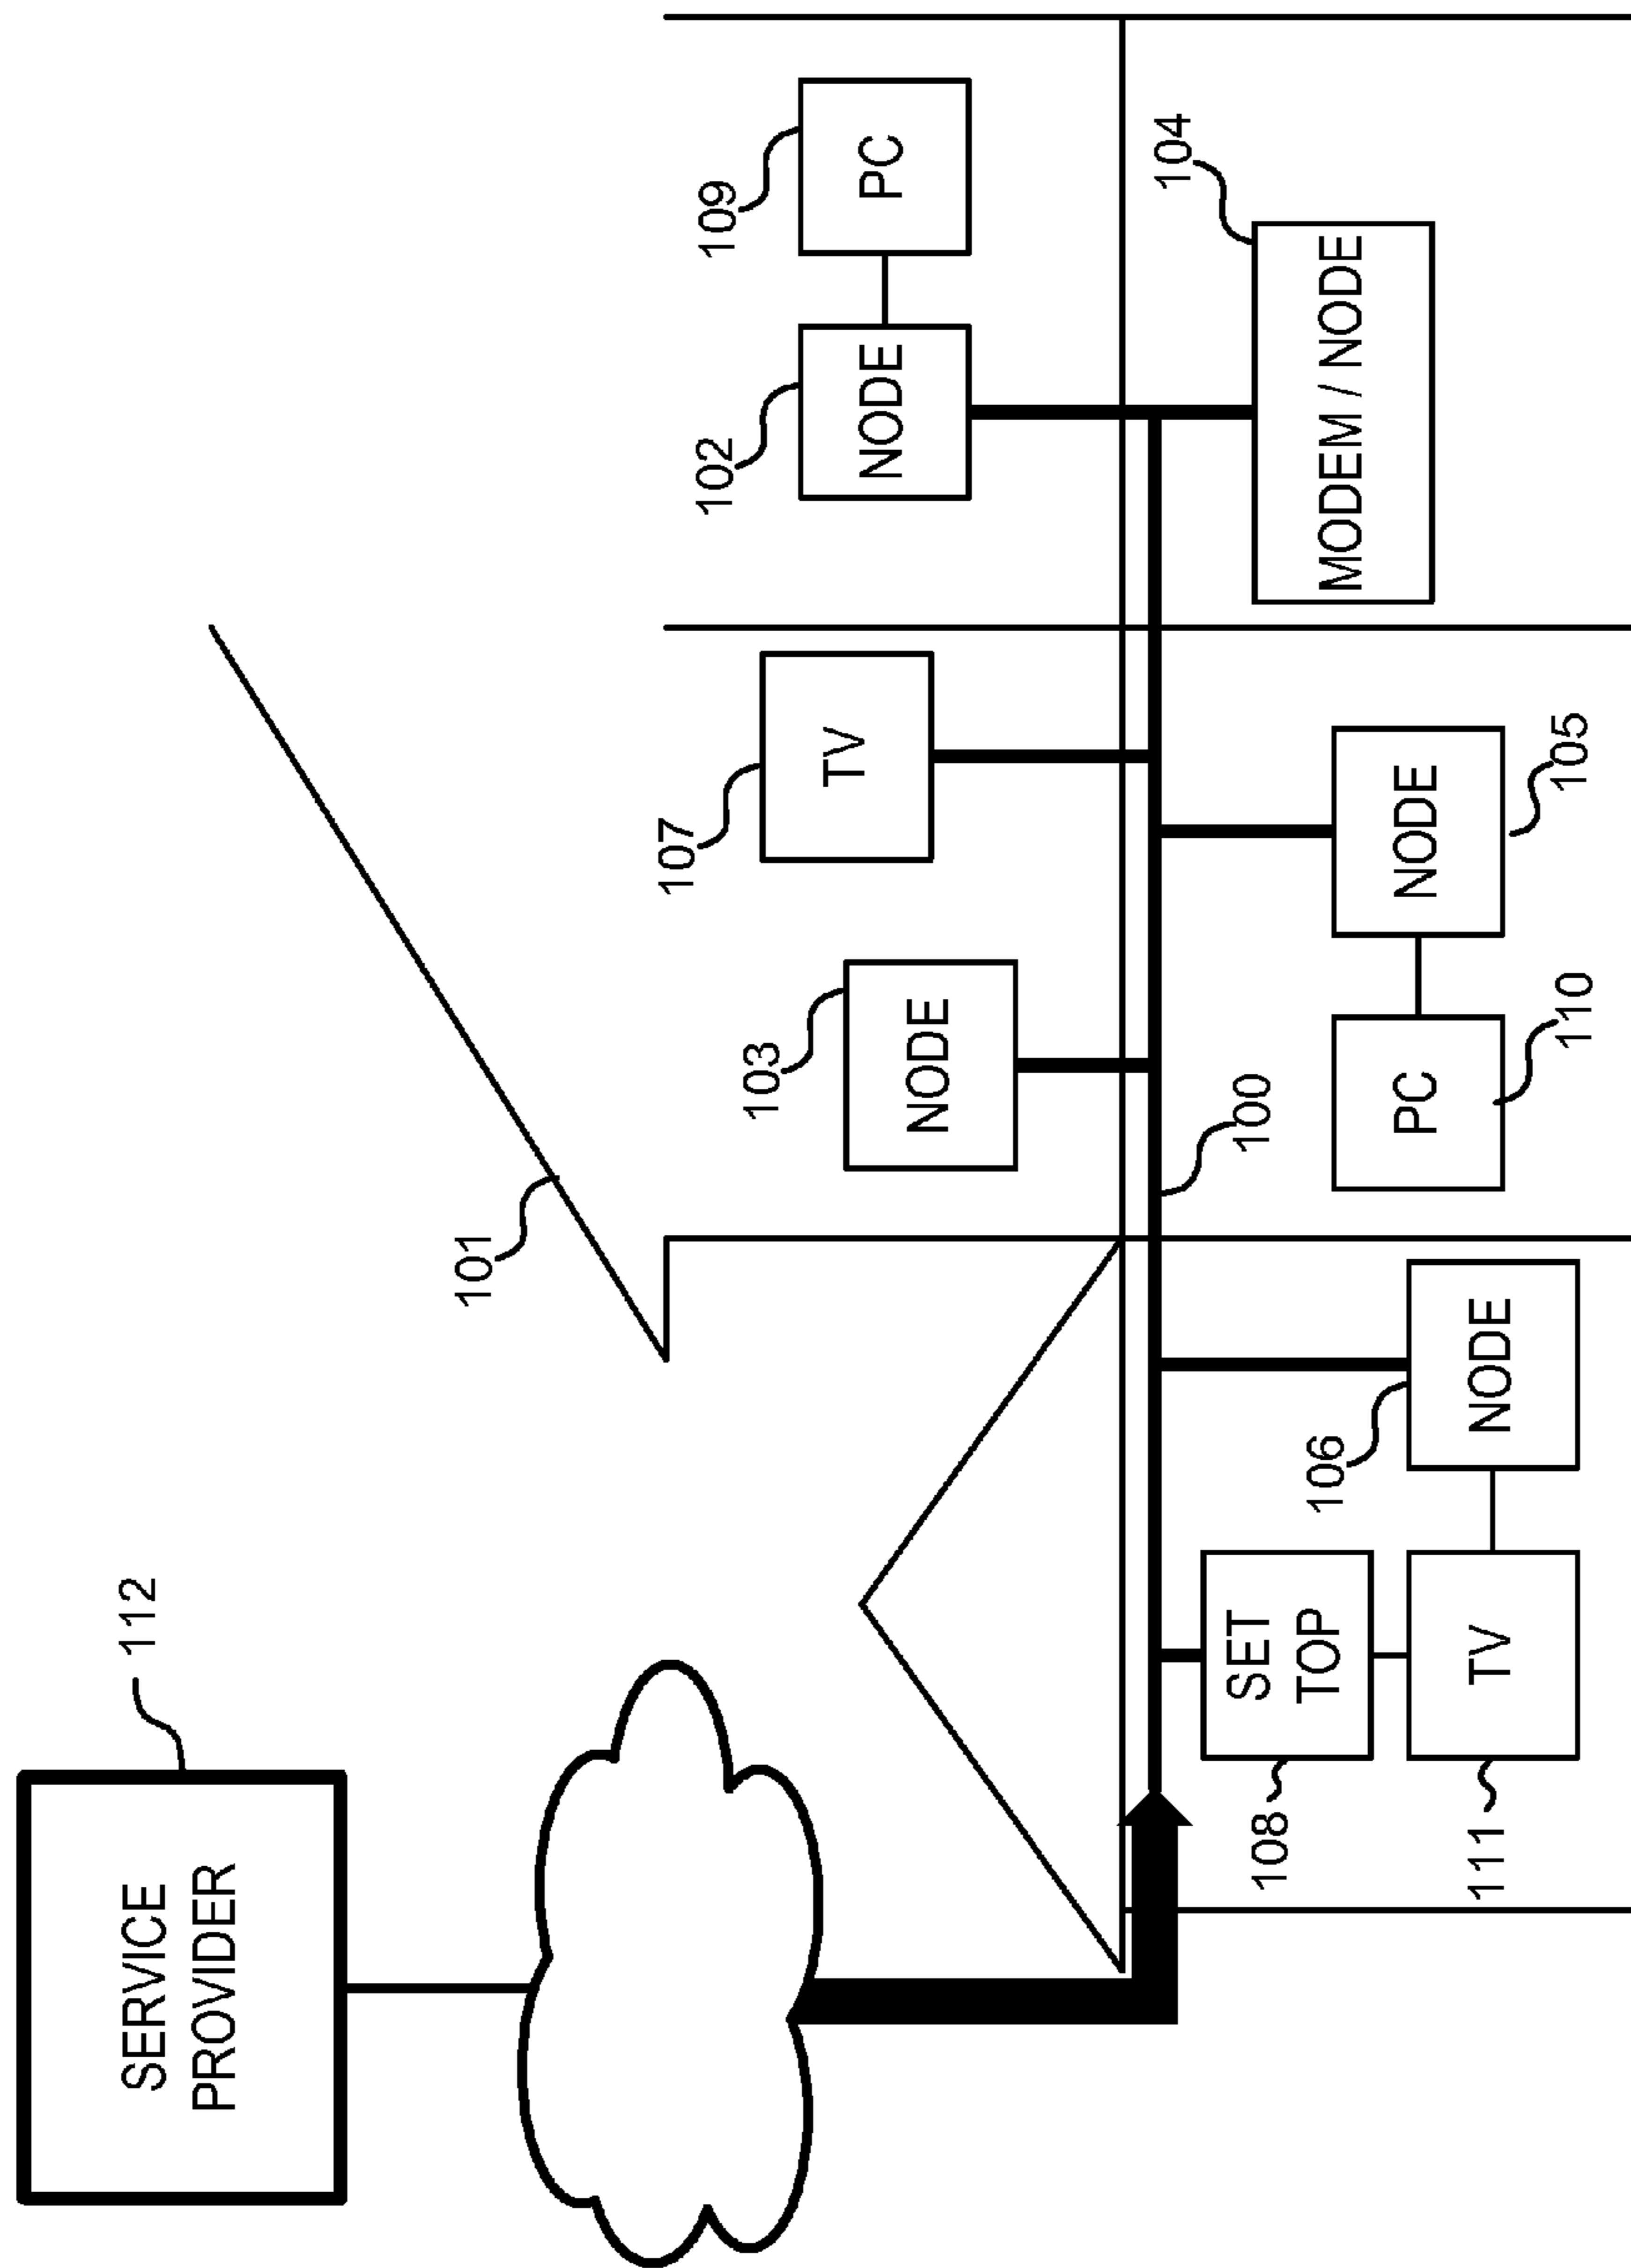 SERVICE
PROVIDER
112
101
107
TV
109
PC
102
NODE
103
NODE
104
MODEM / NODE
100
SET
TOP
108
106
NODE
TV
111
PC
110
NODE
105